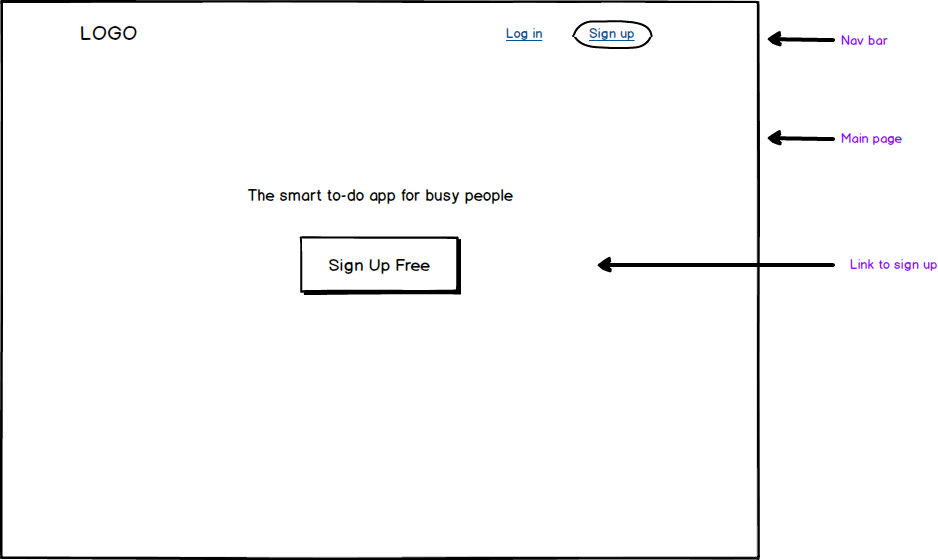 LOGO
Log in
Sign up
Nav bar
Main page
The smart to-do app for busy people
Sign Up Free
Link to sign up